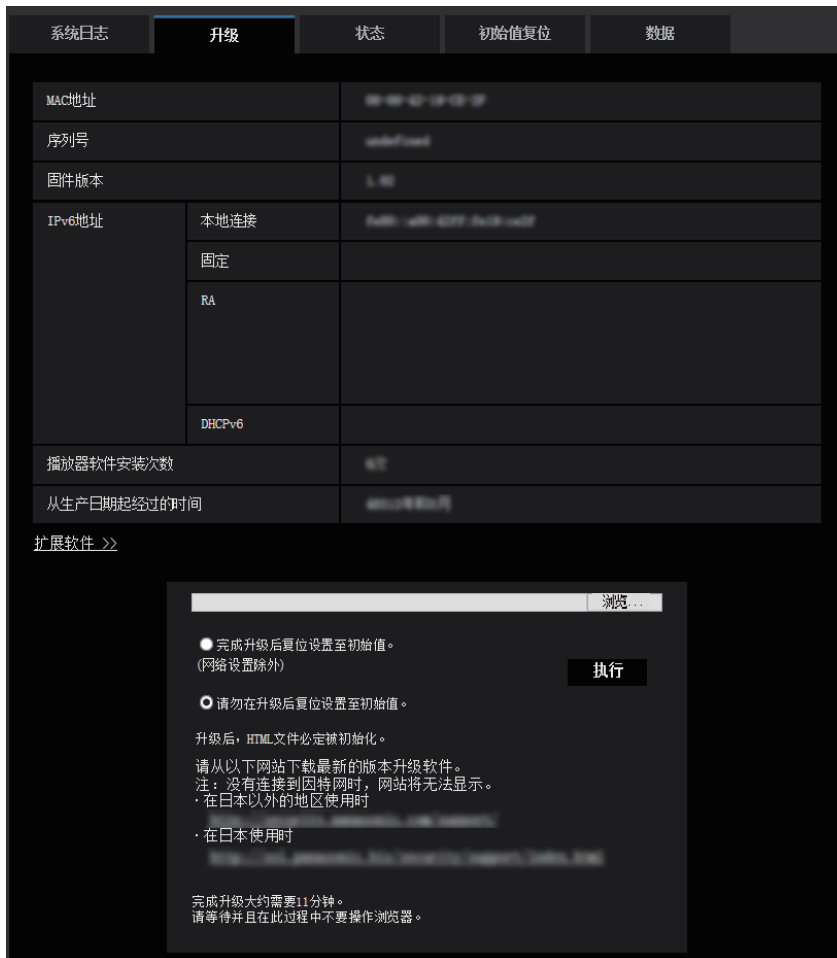 系统日志 升级 状态 初始值复位 数据
MAC地址
序列号
固件版本
IPv6地址 本地连接
固定
RA
DHCPv6
播放器软件安装次数
从生产日期起经过的时间
扩展软件 >>
浏览...
●完成升级后复位设置至初始值。
(网络设置除外)
执行
请勿在升级后复位设置至初始值。
升级后，HTML文件必定被初始化。
请从以下网站下载最新的版本升级软件。
注：没有连接到因特网时，网站将无法显示。
·在日本以外的地区使用时
·在日本使用时
完成升级大约需要11分钟。
请等待并且在此过程中不要操作浏览器。